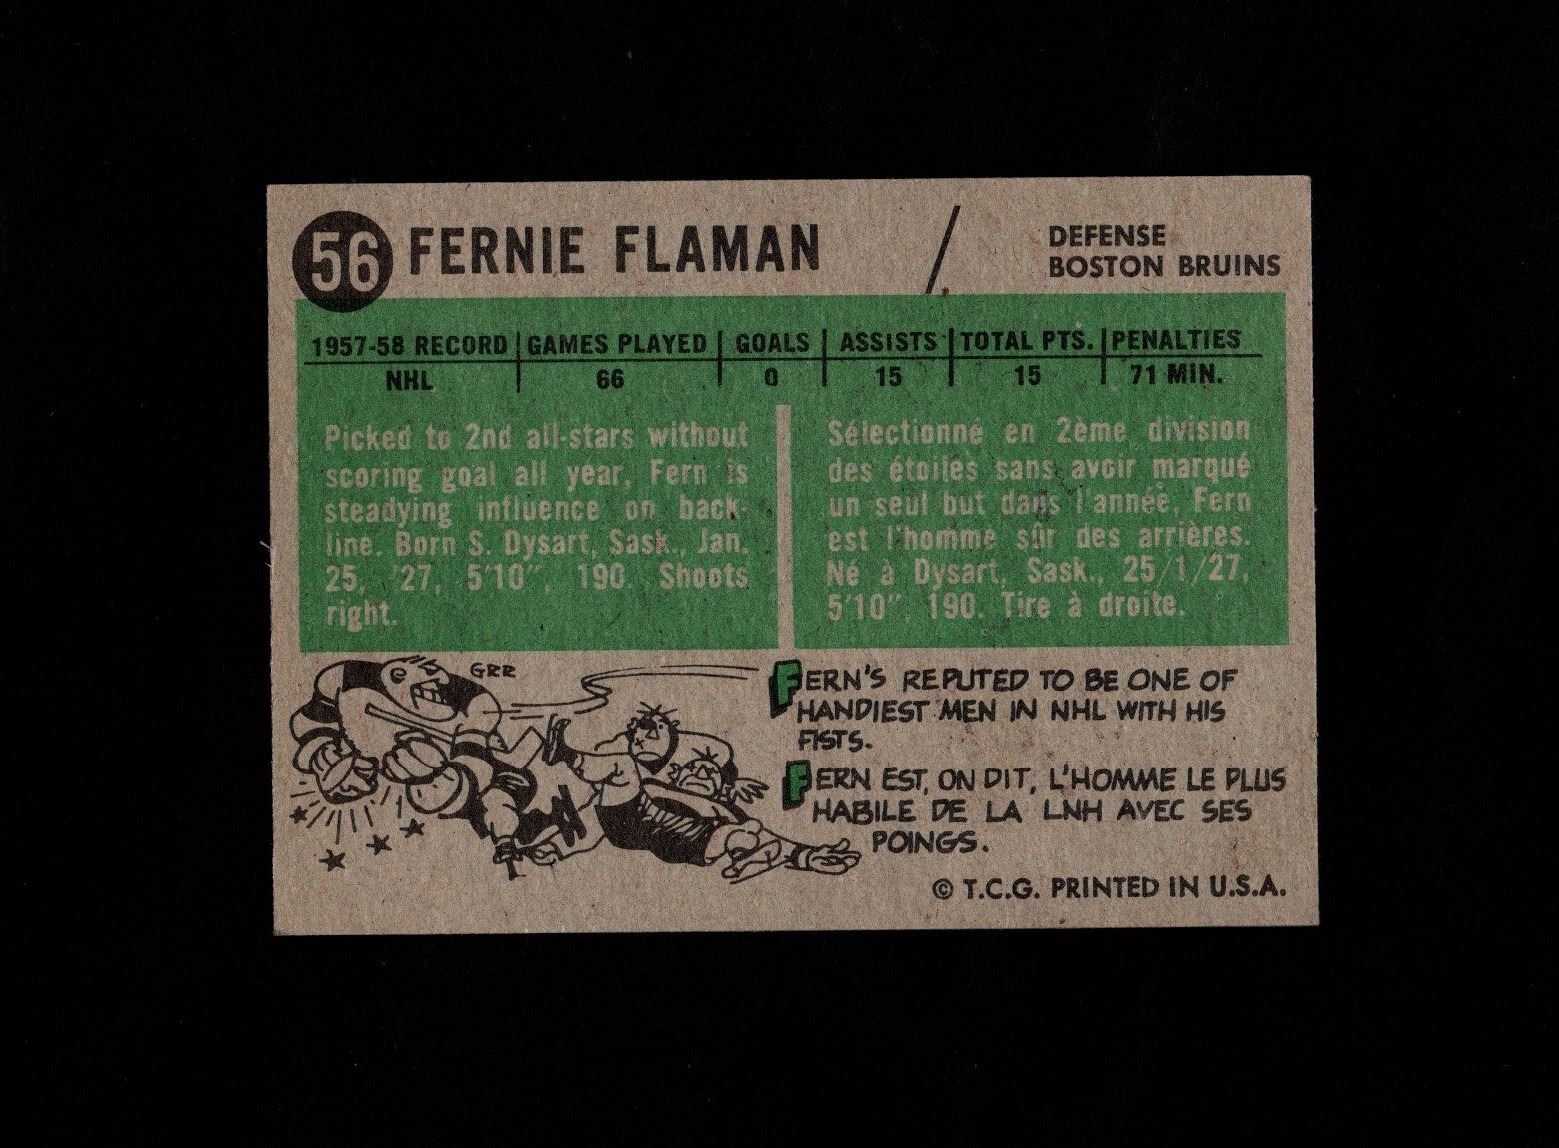 56 FERNIE FLAMAN / DEFENSE
BOSTON BRUINS
1957-58 RECORD GAMES PLAYED GOALS ASSISTS TOTAL PTS. PENALTIES
NHL 66 0 15 15 71 MIN.
Picked to 2nd all-stars without
scoring goal all year, Fern is
steadying influence on back-
line. Born S. Dysart, Sask., Jan.
25, '27, 5'10", 190. Shoots
right.
Sélectionné en 2ème division
des étoiles sans avoir marqué
un seul but dans l'année, Fern
est l'homme sûr des arrières.
Né à Dysart, Sask., 25/1/27,
5'10", 190. Tire à droite.
GRR
FERN'S REPUTED TO BE ONE OF
HANDIEST MEN IN NHL WITH HIS
FISTS.
FERN EST, ON DIT, L'HOMME LE PLUS
HABILE DE LA LNH AVEC SES
POINGS.
© T.C.G. PRINTED IN U.S.A.